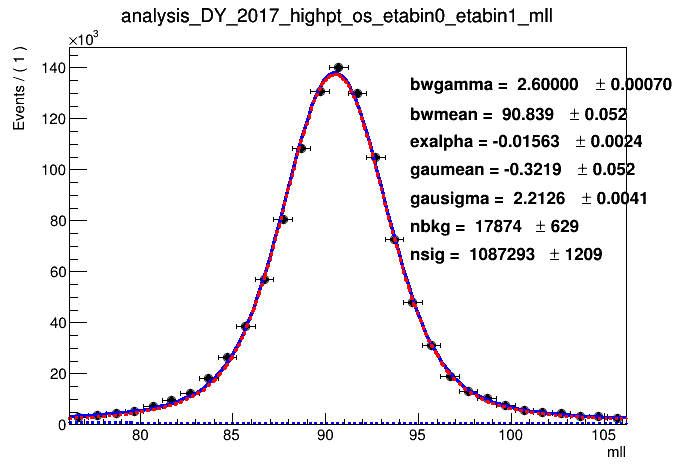 analysis_DY_2017_highpt_os_etabin0_etabin1_mll
×10³
Events / ( 1 )
140
120
100
80
60
40
20
0
bwgamma = 2.60000 ± 0.00070
bwmean = 90.839 ± 0.052
exalpha = -0.01563 ± 0.0024
gaumean = -0.3219 ± 0.052
gausigma = 2.2126 ± 0.0041
nbkg = 17874 ± 629
nsig = 1087293 ± 1209
80 85 90 95 100 105
mll